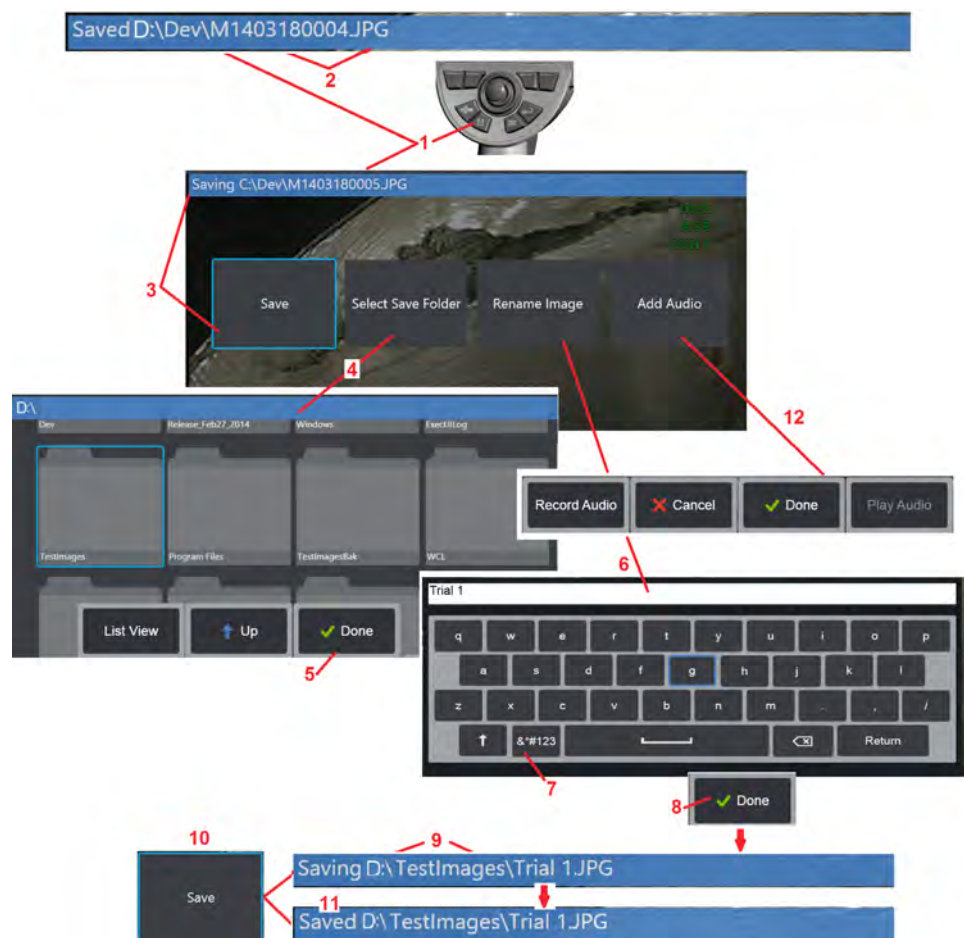 Saved D:\Dev\M1403180004.JPG
2
1
Saving C:\Dev\M1403180005.JPG
3
Save
Select Save Folder
Rename Image
Add Audio
4
12
D:\
Dev
Release_Feb27_2014
Windows
TestImages
Program Files
TestImagesBak
WCL
Record Audio
Cancel
Done
Play Audio
6
Trial 1
List View
Up
Done
5
q w e r t y u i o p
a s d f g h j k l
z x c v b n m . , /
&*#123
Return
7
8
Done
10
9
Saving D:\TestImages\Trial 1.JPG
Save
11
Saved D:\TestImages\Trial 1.JPG